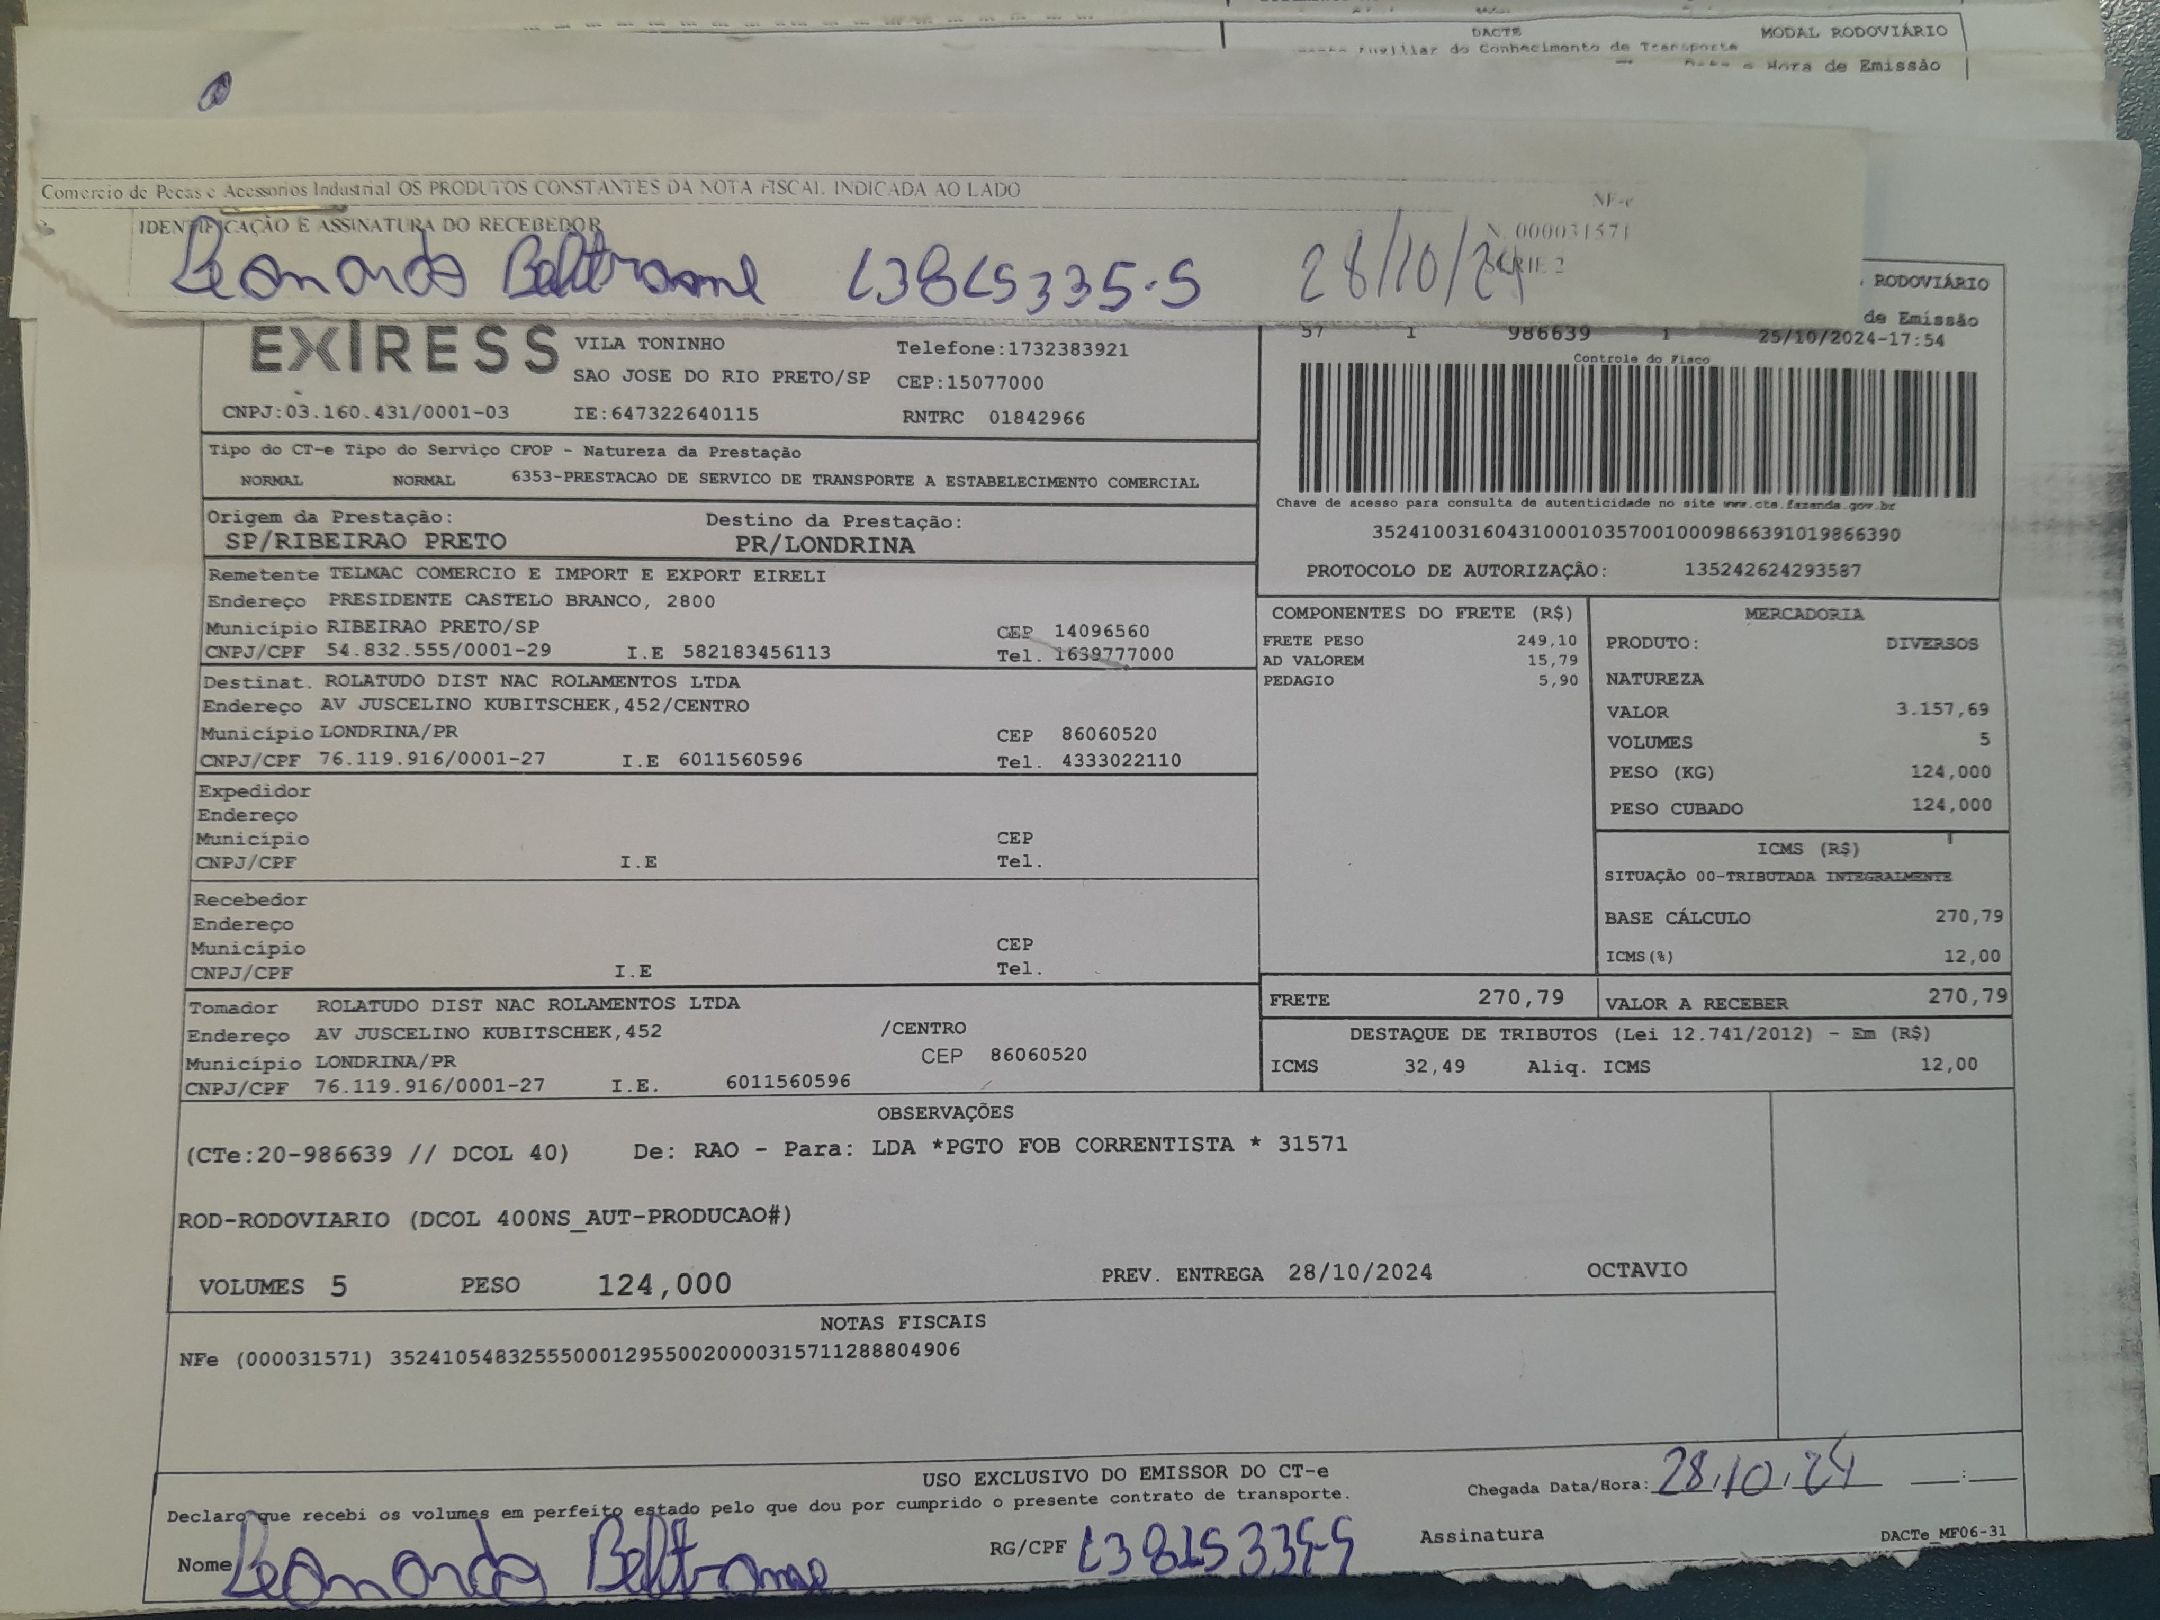 DACTE MODAL RODOVIÁRIO
Auxiliar do Conhecimento de Transporte
Hora de Emissão
Comercio de Pecas e Acessorios Industrial OS PRODUTOS CONSTANTES DA NOTA FISCAL INDICADA AO LADO
NF-e
IDENTIFICAÇÃO E ASSINATURA DO RECEBEDOR
N. 000031571
SERIE 2
Leonardo Beltrame 13815335-5 28/10/24
RODOVIÁRIO
de Emissão
EXPRESS
VILA TONINHO Telefone:1732383921
SAO JOSE DO RIO PRETO/SP CEP:15077000
CNPJ:03.160.431/0001-03 IE:647322640115 RNTRC 01842966
57 1 986639 1 25/10/2024-17:54
Controle do Fisco
Chave de acesso para consulta de autenticidade no site www.cte.fazenda.gov.br
35241003160431000103570010009866391019866390
PROTOCOLO DE AUTORIZAÇÃO: 135242624293587
Tipo do CT-e Tipo do Serviço CFOP - Natureza da Prestação
NORMAL NORMAL 6353-PRESTACAO DE SERVICO DE TRANSPORTE A ESTABELECIMENTO COMERCIAL
Origem da Prestação: Destino da Prestação:
SP/RIBEIRAO PRETO PR/LONDRINA
Remetente TELMAC COMERCIO E IMPORT E EXPORT EIRELI
Endereço PRESIDENTE CASTELO BRANCO, 2800
Município RIBEIRAO PRETO/SP CEP 14096560
CNPJ/CPF 54.832.555/0001-29 I.E 582183456113 Tel. 1639777000
Destinat. ROLATUDO DIST NAC ROLAMENTOS LTDA
Endereço AV JUSCELINO KUBITSCHEK,452/CENTRO
Município LONDRINA/PR CEP 86060520
CNPJ/CPF 76.119.916/0001-27 I.E 6011560596 Tel. 4333022110
Expedidor
Endereço
Município CEP
CNPJ/CPF I.E Tel.
Recebedor
Endereço
Município CEP
CNPJ/CPF I.E Tel.
Tomador ROLATUDO DIST NAC ROLAMENTOS LTDA
Endereço AV JUSCELINO KUBITSCHEK,452 /CENTRO
Município LONDRINA/PR CEP 86060520
CNPJ/CPF 76.119.916/0001-27 I.E. 6011560596
COMPONENTES DO FRETE (R$)
FRETE PESO 249,10
AD VALOREM 15,79
PEDAGIO 5,90
MERCADORIA
PRODUTO: DIVERSOS
NATUREZA
VALOR 3.157,69
VOLUMES 5
PESO (KG) 124,000
PESO CUBADO 124,000
ICMS (R$)
SITUAÇÃO 00-TRIBUTADA INTEGRALMENTE
BASE CÁLCULO 270,79
ICMS(%) 12,00
FRETE 270,79 VALOR A RECEBER 270,79
DESTAQUE DE TRIBUTOS (Lei 12.741/2012) - Em (R$)
ICMS 32,49 Aliq. ICMS 12,00
OBSERVAÇÕES
(CTe:20-986639 // DCOL 40) De: RAO - Para: LDA *PGTO FOB CORRENTISTA * 31571
ROD-RODOVIARIO (DCOL 400NS_AUT-PRODUCAO#)
VOLUMES 5 PESO 124,000 PREV. ENTREGA 28/10/2024 OCTAVIO
NOTAS FISCAIS
NFe (000031571) 35241054832555000129550020000315711288804906
USO EXCLUSIVO DO EMISSOR DO CT-e
Declaro que recebi os volumes em perfeito estado pelo que dou por cumprido o presente contrato de transporte.
Chegada Data/Hora: 28.10.24 __:__
Nome Leonardo Beltrame RG/CPF 13815335-5 Assinatura
DACTe_MF06-31